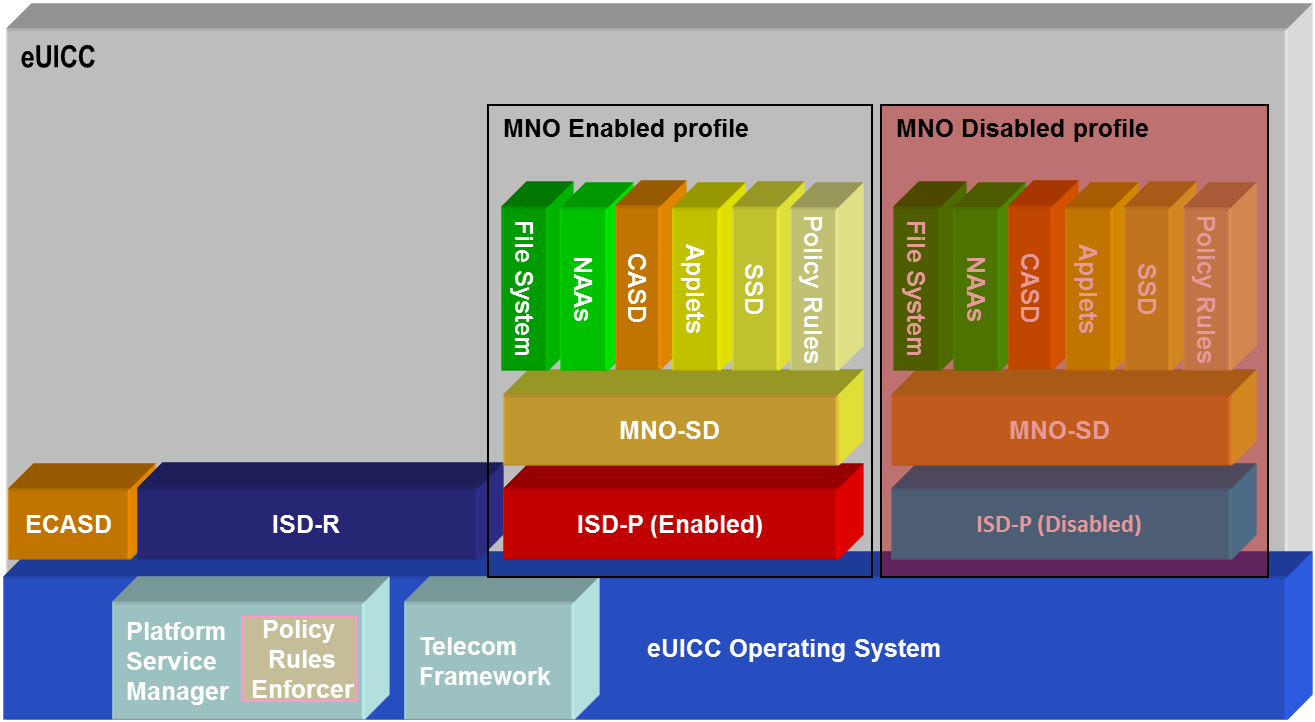 eUICC
MNO Enabled profile
File System
NAAs
CASD
Applets
SSD
Policy Rules
MNO-SD
ISD-P (Enabled)
MNO Disabled profile
File System
NAAs
CASD
Applets
SSD
Policy Rules
MNO-SD
ISD-P (Disabled)
ECASD
ISD-R
Platform
Service
Manager
Policy
Rules
Enforcer
Telecom
Framework
eUICC Operating System